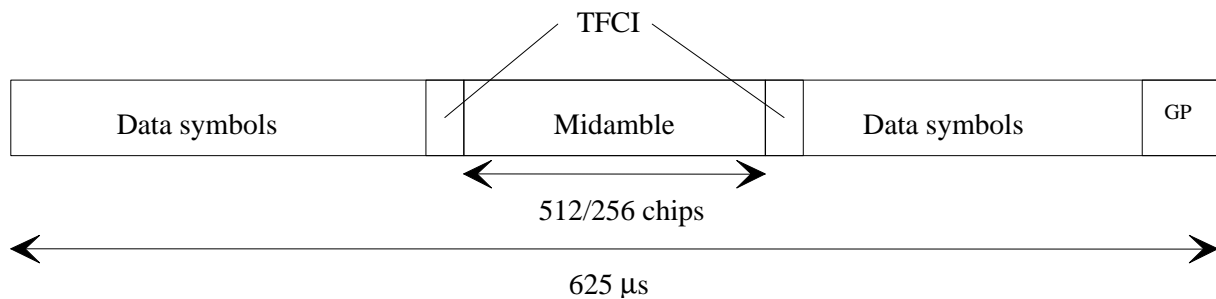 TFCI
Data symbols
Midamble
Data symbols
GP
512/256 chips
625 μs